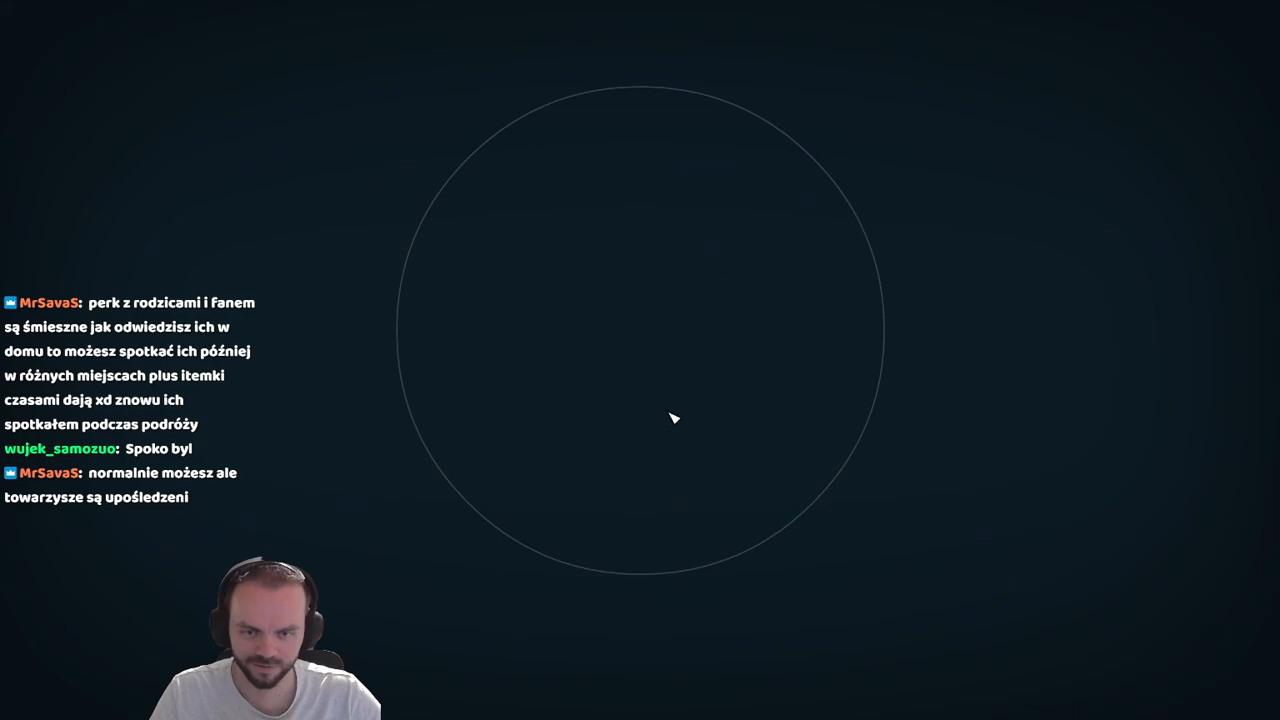 MrSavaS: perk z rodzicami i fanem
są śmieszne jak odwiedzisz ich w
domu to możesz spotkać ich później
w różnych miejscach plus itemki
czasami dają xd znowu ich
spotkałem podczas podróży
wujek_samozuo: Spoko byl
MrSavaS: normalnie możesz ale
towarzysze są upośledzeni